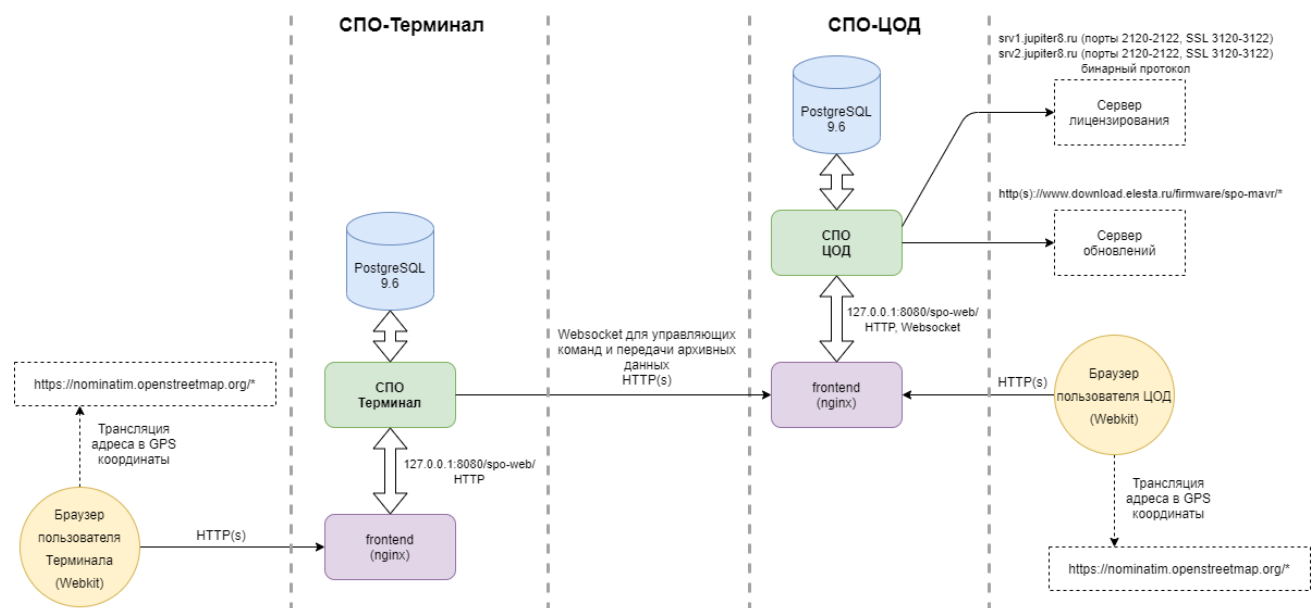 СПО-Терминал
СПО-ЦОД
srv1.jupiter8.ru (порты 2120-2122, SSL 3120-3122)
srv2.jupiter8.ru (порты 2120-2122, SSL 3120-3122)
бинарный протокол
Сервер
лицензирования
PostgreSQL
9.6
http(s)://www.download.elesta.ru/firmware/spo-mavr/*
Сервер
обновлений
СПО
ЦОД
PostgreSQL
9.6
127.0.0.1:8080/spo-web/
HTTP, Websocket
Websocket для управляющих
команд и передачи архивных
данных
HTTP(s)
https://nominatim.openstreetmap.org/*
СПО
Терминал
frontend
(nginx)
HTTP(s)
Браузер
пользователя ЦОД
(Webkit)
Трансляция
адреса в GPS
координаты
127.0.0.1:8080/spo-web/
HTTP
Трансляция
адреса в GPS
координаты
Браузер
пользователя
Терминала
(Webkit)
HTTP(s)
frontend
(nginx)
https://nominatim.openstreetmap.org/*